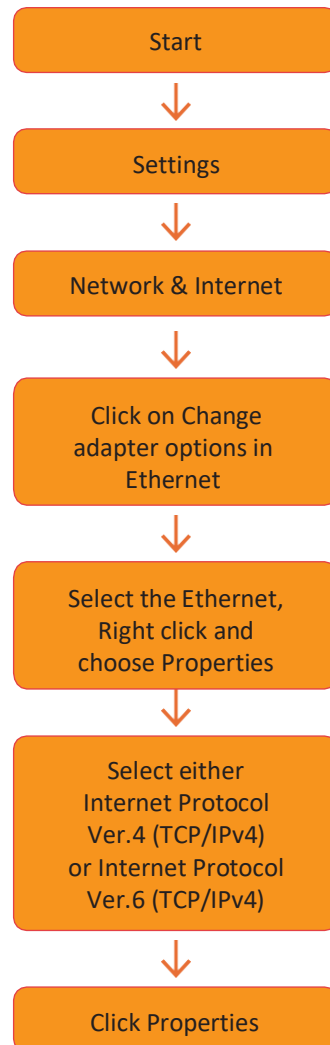 Start
Settings
Network & Internet
Click on Change
adapter options in
Ethernet
Select the Ethernet,
Right click and
choose Properties
Select either
Internet Protocol
Ver.4 (TCP/IPv4)
or Internet Protocol
Ver.6 (TCP/IPv4)
Click Properties